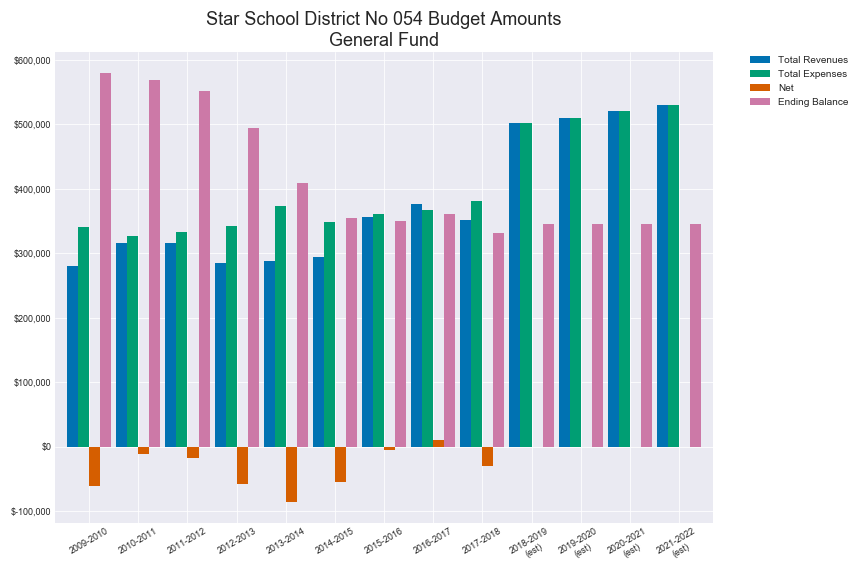 Star School District No 054 Budget Amounts
General Fund
Total Revenues
Total Expenses
Net
Ending Balance
$600,000
$500,000
$400,000
$300,000
$200,000
$100,000
$0
$-100,000
2009-2010
2010-2011
2011-2012
2012-2013
2013-2014
2014-2015
2015-2016
2016-2017
2017-2018
2018-2019
(est)
2019-2020
(est)
2020-2021
(est)
2021-2022
(est)